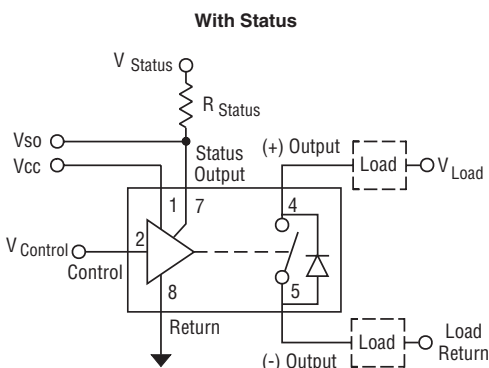 With Status
V Status
R Status
Vso
Vcc
Status
Output
(+) Output
Load
V Load
1 7
4
V Control
2
Control
8
5
Return
Load
Load
Return
(-) Output